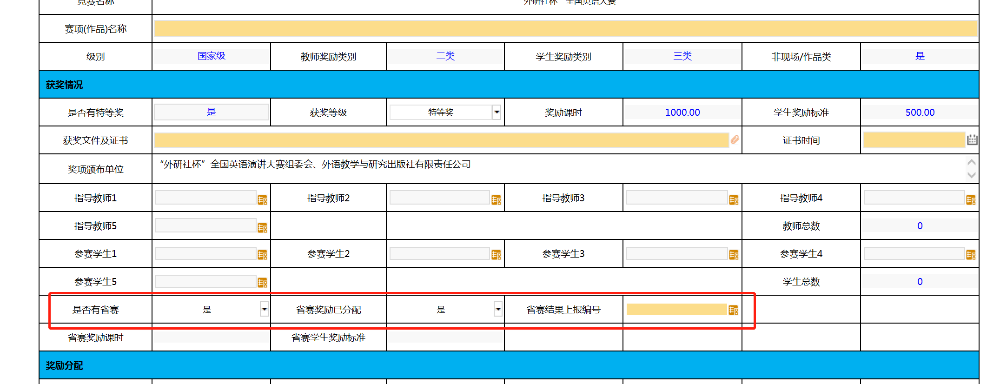 竞赛名称 “外研社杯”全国英语大赛
赛项(作品)名称
级别 国家级 教师奖励类别 二类 学生奖励类别 三类 非现场/作品类 是
获奖情况
是否有特等奖 是 获奖等级 特等奖 奖励课时 1000.00 学生奖励标准 500.00
获奖文件及证书 证书时间
奖项颁布单位 “外研社杯”全国英语演讲大赛组委会、外语教学与研究出版社有限责任公司
指导教师1 指导教师2 指导教师3 指导教师4
指导教师5 教师总数 0
参赛学生1 参赛学生2 参赛学生3 参赛学生4
参赛学生5 学生总数 0
是否有省赛 是 省赛奖励已分配 是 省赛结果上报编号
省赛奖励课时 省赛学生奖励标准
奖励分配